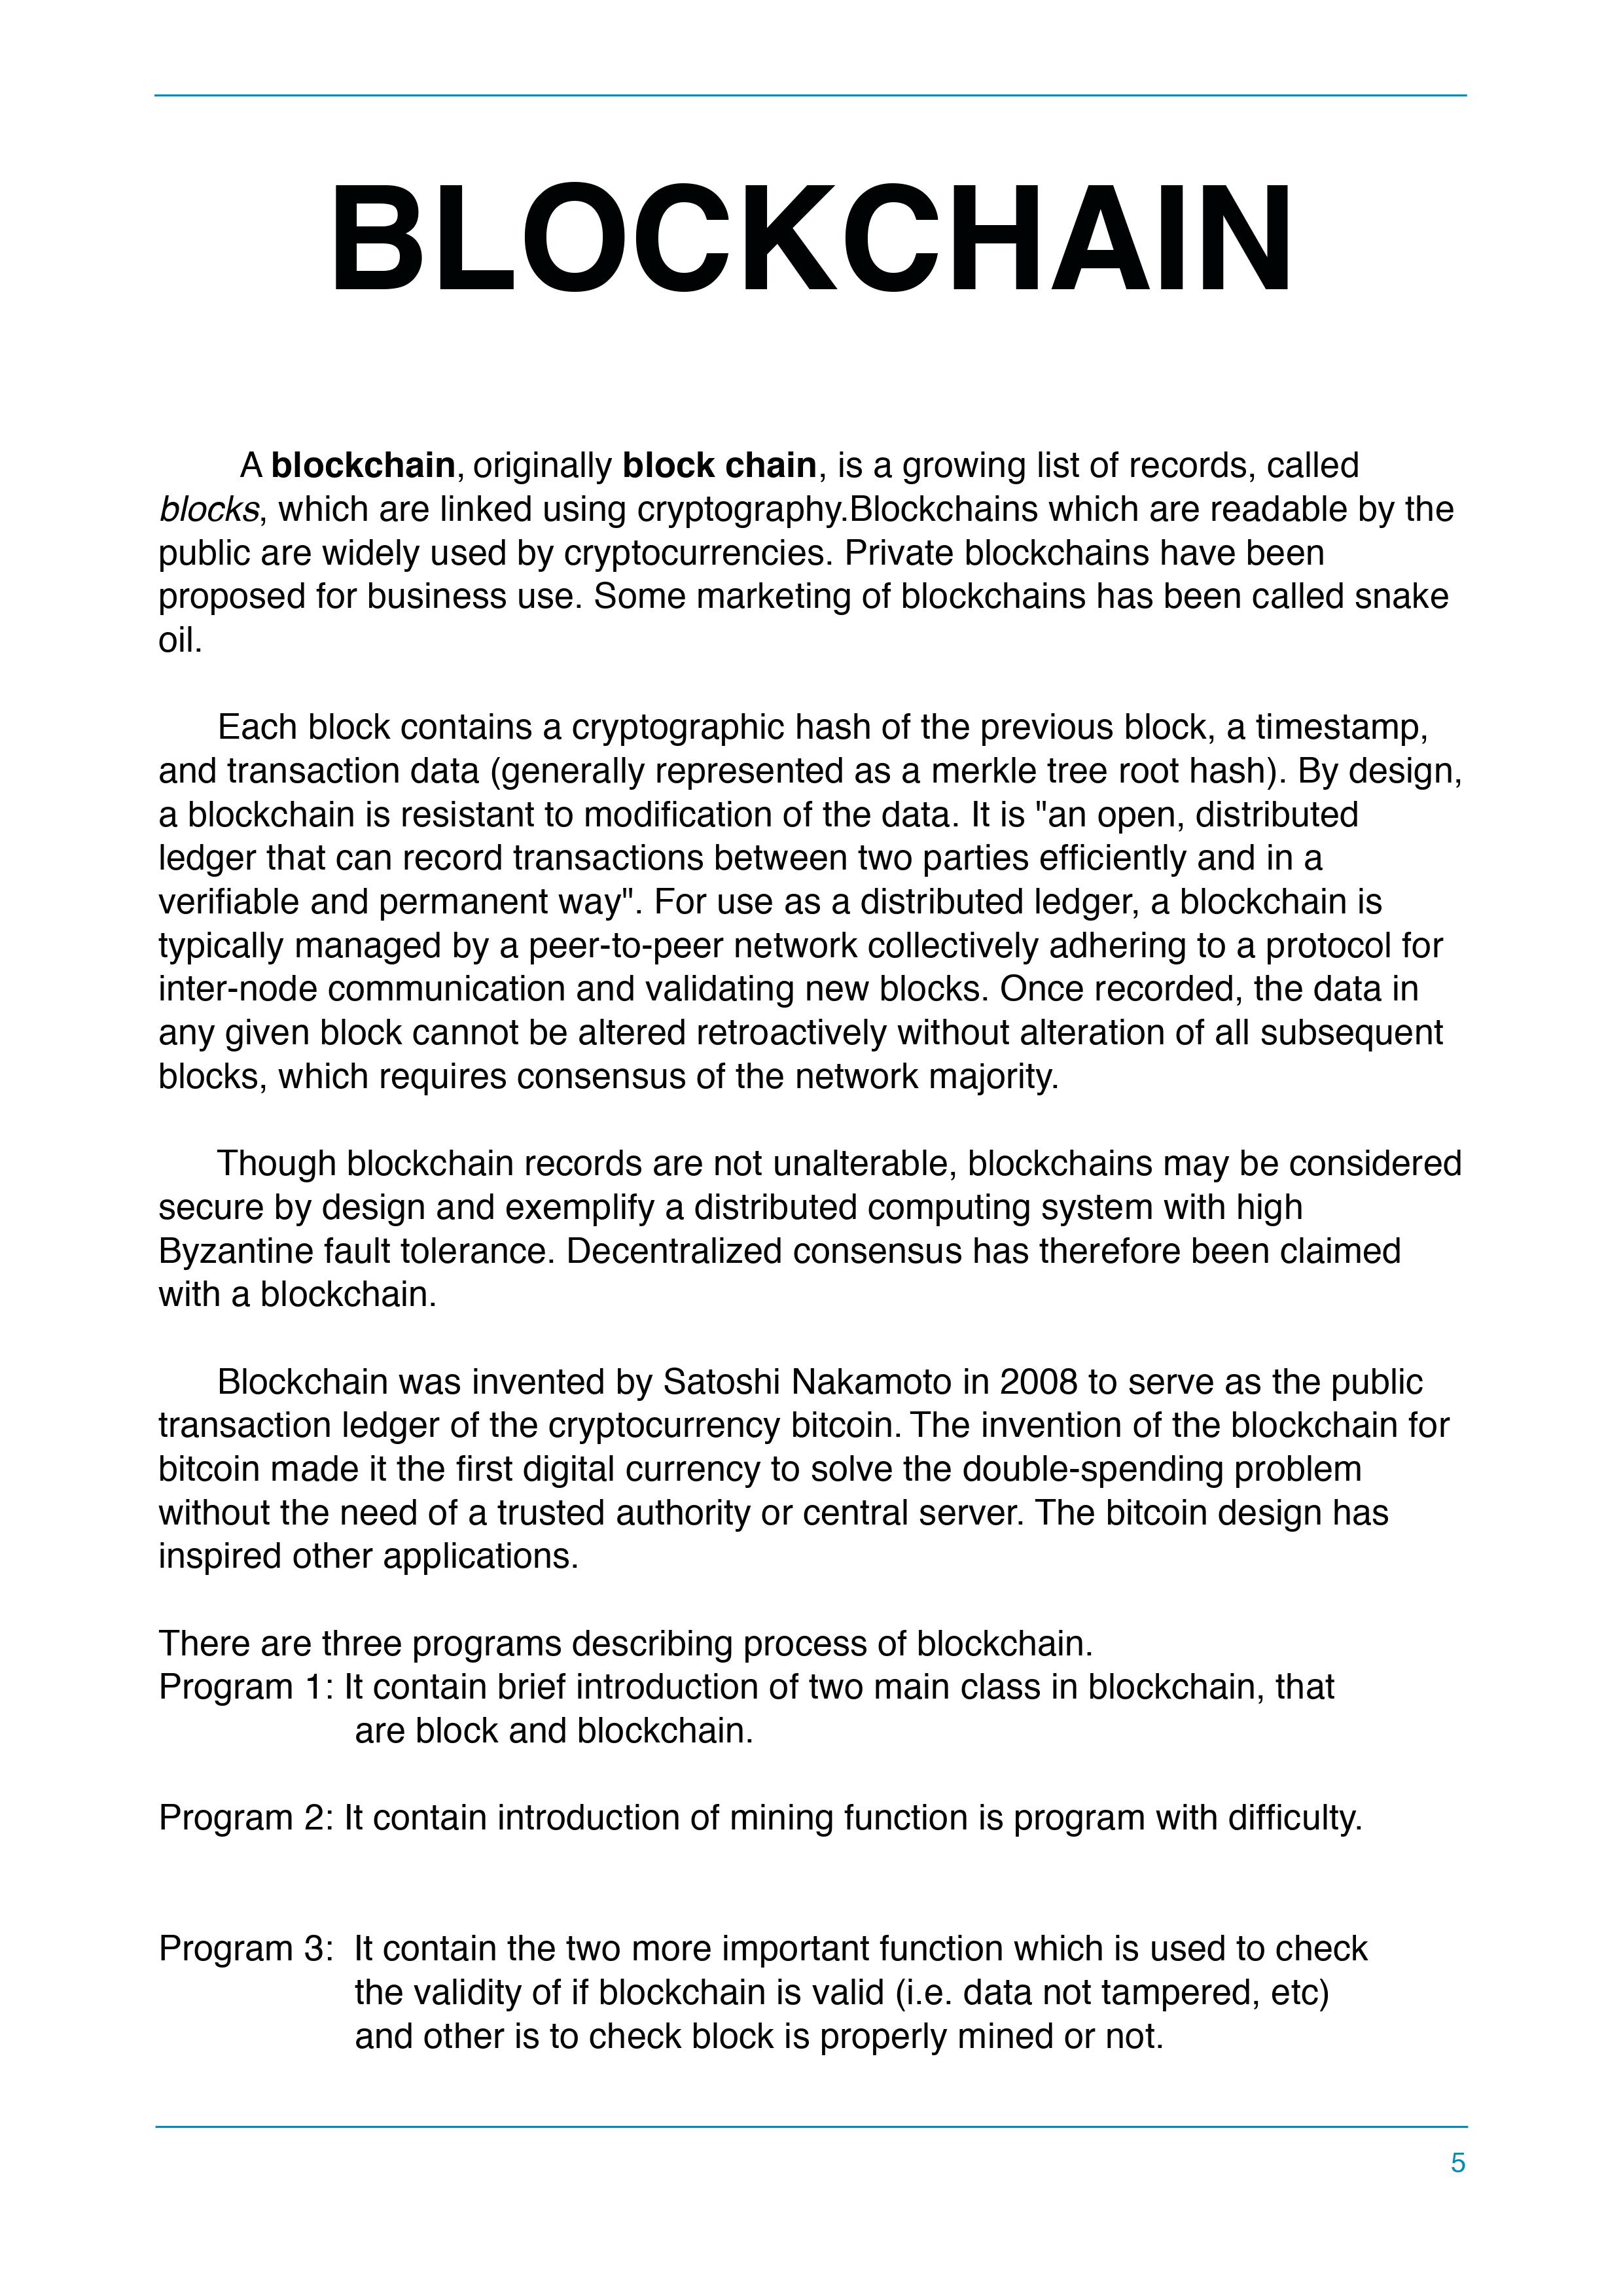 BLOCKCHAIN
A blockchain, originally block chain, is a growing list of records, called
blocks, which are linked using cryptography.Blockchains which are readable by the
public are widely used by cryptocurrencies. Private blockchains have been
proposed for business use. Some marketing of blockchains has been called snake
oil.
Each block contains a cryptographic hash of the previous block, a timestamp,
and transaction data (generally represented as a merkle tree root hash). By design,
a blockchain is resistant to modification of the data. It is "an open, distributed
ledger that can record transactions between two parties efficiently and in a
verifiable and permanent way". For use as a distributed ledger, a blockchain is
typically managed by a peer-to-peer network collectively adhering to a protocol for
inter-node communication and validating new blocks. Once recorded, the data in
any given block cannot be altered retroactively without alteration of all subsequent
blocks, which requires consensus of the network majority.
Though blockchain records are not unalterable, blockchains may be considered
secure by design and exemplify a distributed computing system with high
Byzantine fault tolerance. Decentralized consensus has therefore been claimed
with a blockchain.
Blockchain was invented by Satoshi Nakamoto in 2008 to serve as the public
transaction ledger of the cryptocurrency bitcoin. The invention of the blockchain for
bitcoin made it the first digital currency to solve the double-spending problem
without the need of a trusted authority or central server. The bitcoin design has
inspired other applications.
There are three programs describing process of blockchain.
Program 1: It contain brief introduction of two main class in blockchain, that
are block and blockchain.
Program 2: It contain introduction of mining function is program with difficulty.
Program 3: It contain the two more important function which is used to check
the validity of if blockchain is valid (i.e. data not tampered, etc)
and other is to check block is properly mined or not.
5